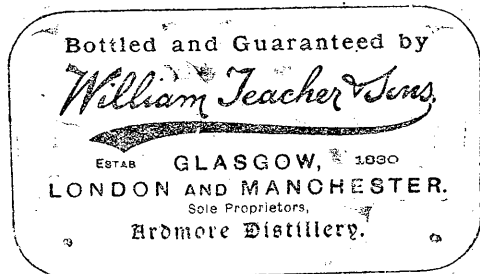 Bottled and Guaranteed by
William Teacher & Sons.
ESTAB GLASGOW, 1830
LONDON AND MANCHESTER.
Sole Proprietors,
Ardmore Distillery.